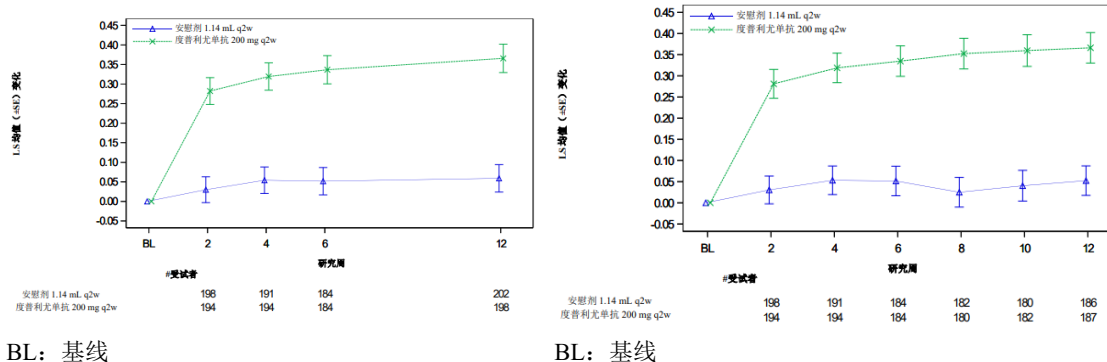 安慰剂 1.14 mL q2w
度普利尤单抗 200 mg q2w
LS 均值（±SE）变化
0.45
0.40
0.35
0.30
0.25
0.20
0.15
0.10
0.05
0.00
-0.05
BL 2 4 6 12
研究周
#受试者
安慰剂 1.14 mL q2w 198 191 184 202
度普利尤单抗 200 mg q2w 194 194 184 198
BL：基线
安慰剂 1.14 mL q2w
度普利尤单抗 200 mg q2w
LS 均值（±SE）变化
0.45
0.40
0.35
0.30
0.25
0.20
0.15
0.10
0.05
0.00
-0.05
BL 2 4 6 8 10 12
研究周
#受试者
安慰剂 1.14 mL q2w 198 191 184 182 180 186
度普利尤单抗 200 mg q2w 194 194 184 180 182 187
BL：基线